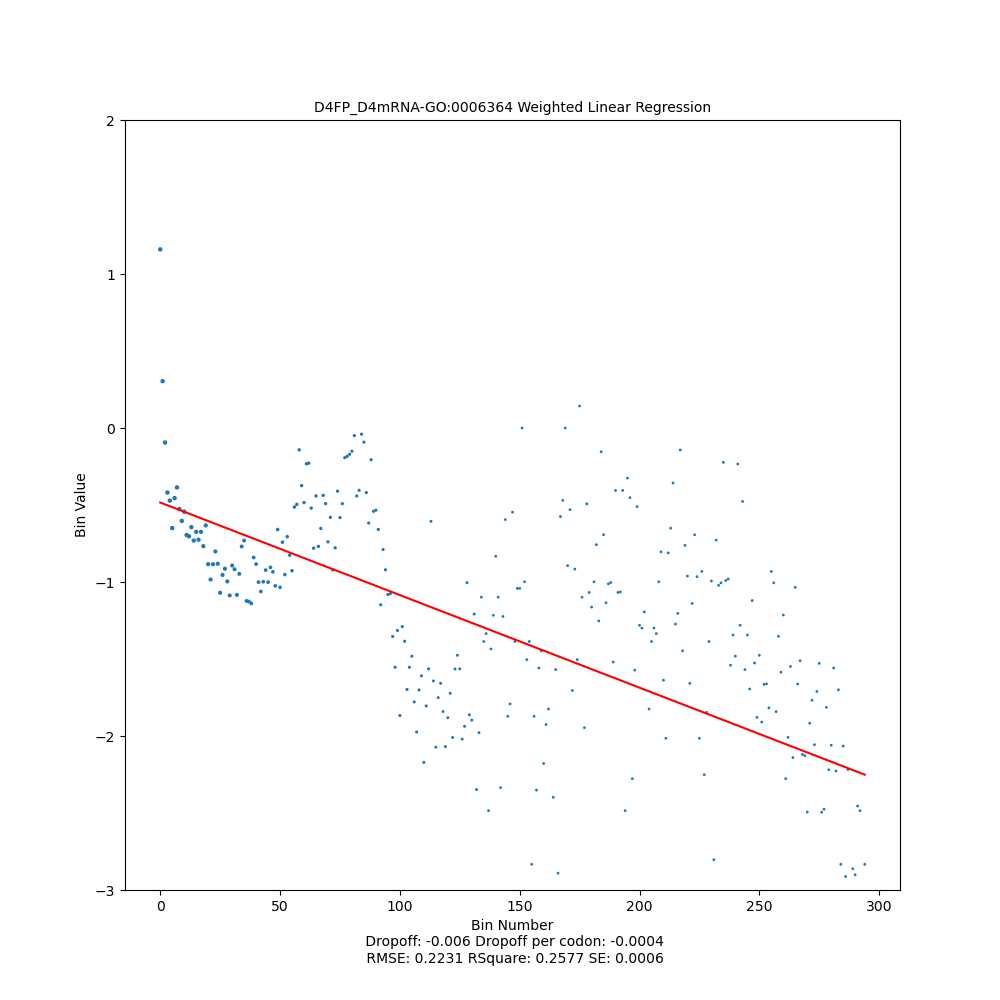 D4FP_D4mRNA-GO:0006364 Weighted Linear Regression
2
1
0
−1
−2
−3
Bin Value
0 50 100 150 200 250 300
Bin Number
Dropoff: -0.006 Dropoff per codon: -0.0004
RMSE: 0.2231 RSquare: 0.2577 SE: 0.0006